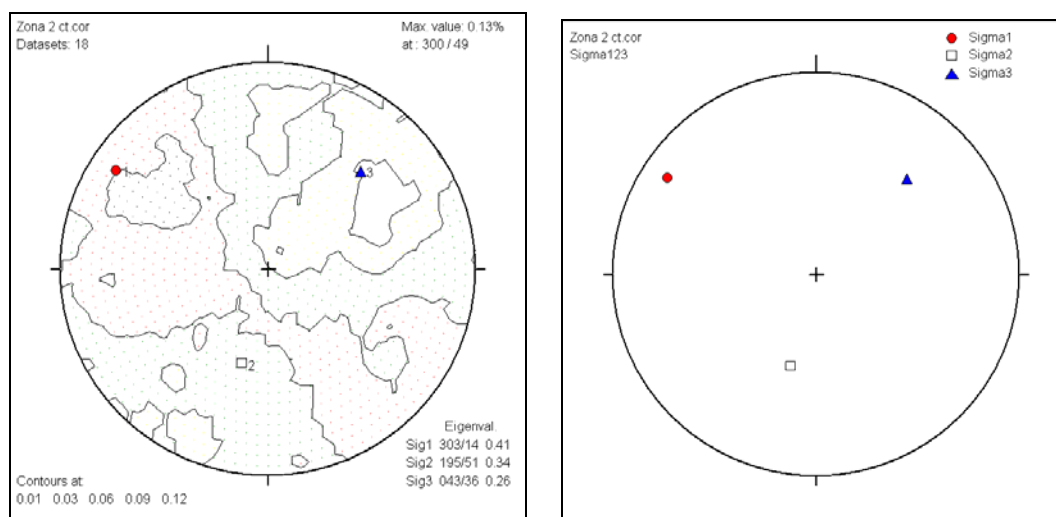 Zona 2 ct.cor
Datasets: 18
Max. value: 0.13%
at : 300 / 49
1
3
2
Eigenval.
Sig1 303/14 0.41
Sig2 195/51 0.34
Sig3 043/36 0.26
Contours at:
0.01 0.03 0.06 0.09 0.12
Zona 2 ct.cor
Sigma123
Sigma1
Sigma2
Sigma3